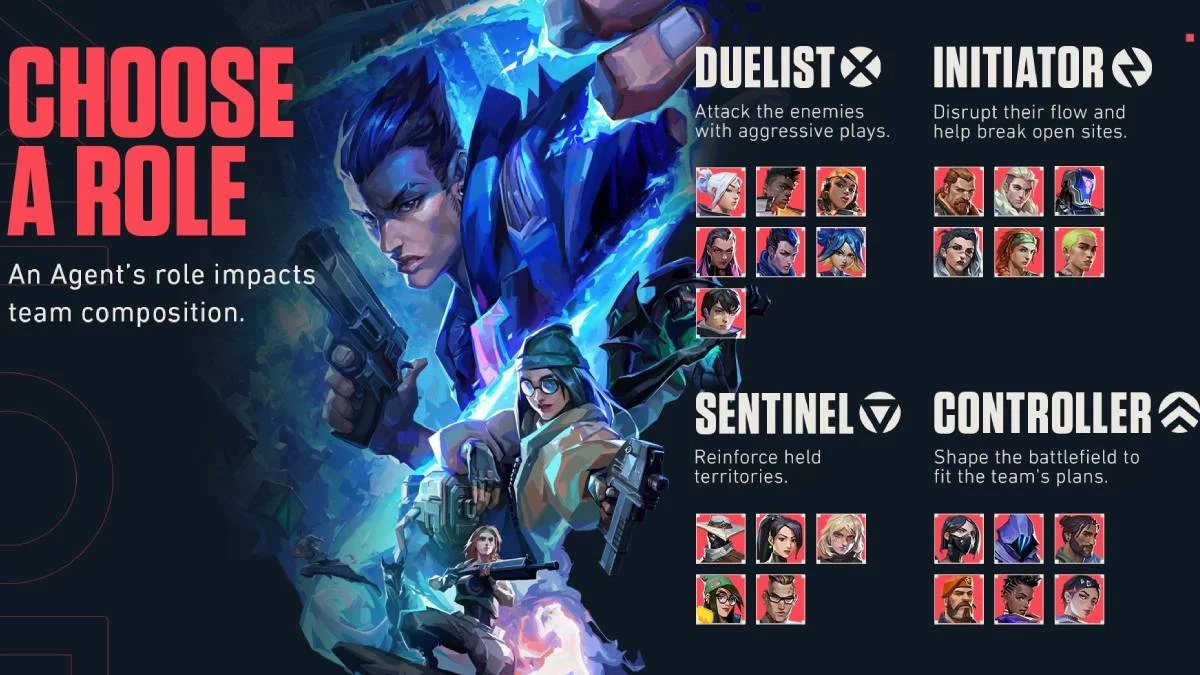 CHOOSE
A ROLE
An Agent's role impacts
team composition.
DUELIST
Attack the enemies
with aggressive plays.
INITIATOR
Disrupt their flow and
help break open sites.
SENTINEL
Reinforce held
territories.
CONTROLLER
Shape the battlefield to
fit the team's plans.